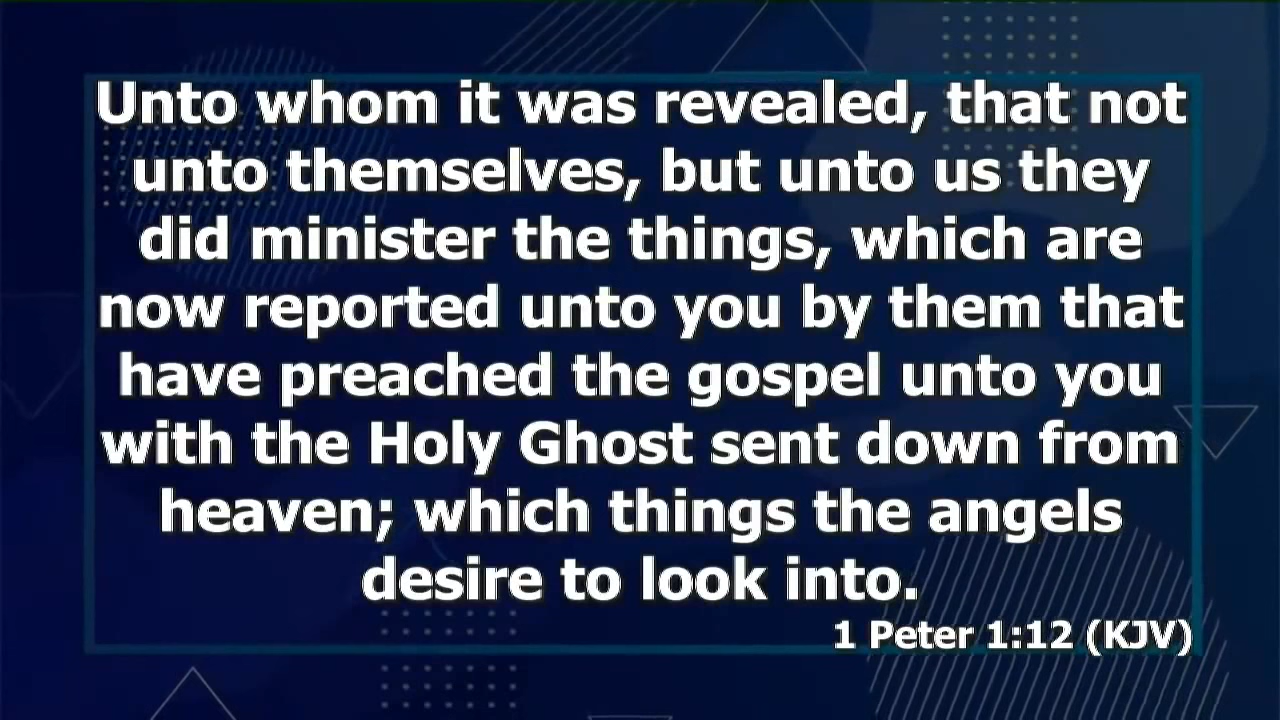 Unto whom it was revealed, that not
unto themselves, but unto us they
did minister the things, which are
now reported unto you by them that
have preached the gospel unto you
with the Holy Ghost sent down from
heaven; which things the angels
desire to look into.
1 Peter 1:12 (KJV)